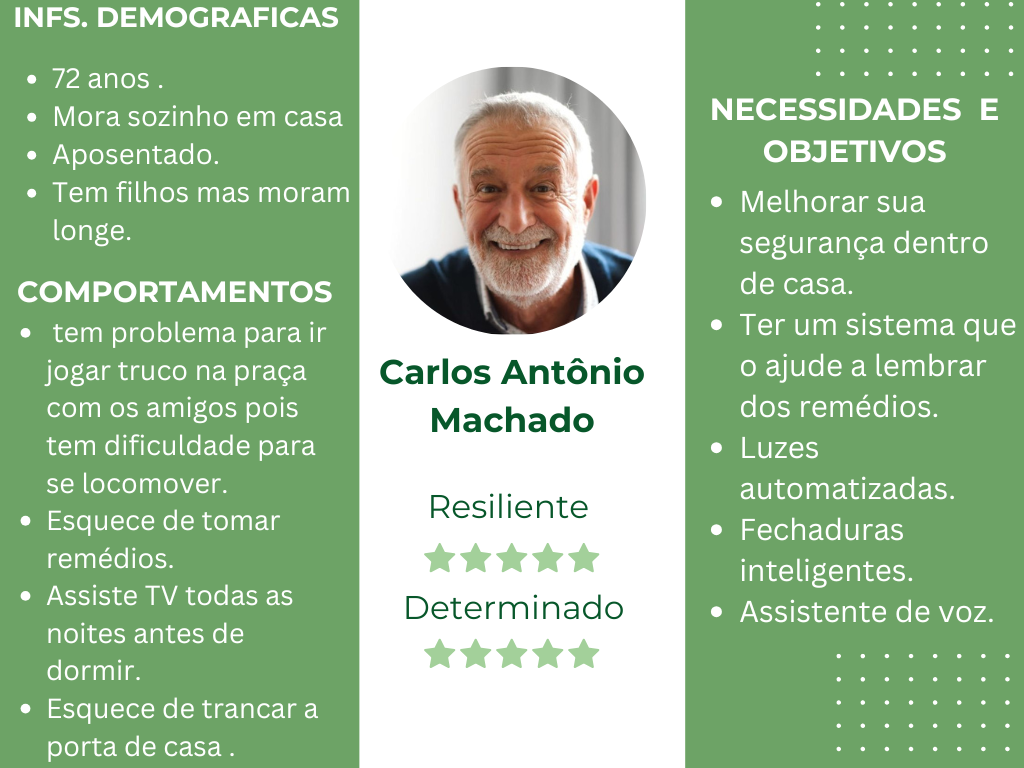 INFS. DEMOGRAFICAS
72 anos .
Mora sozinho em casa
Aposentado.
Tem filhos mas moram
longe.
COMPORTAMENTOS
tem problema para ir
jogar truco na praça
com os amigos pois
tem dificuldade para
se locomover.
Esquece de tomar
remédios.
Assiste TV todas as
noites antes de
dormir.
Esquece de trancar a
porta de casa .
Carlos Antônio
Machado
Resiliente
Determinado
NECESSIDADES E
OBJETIVOS
Melhorar sua
segurança dentro
de casa.
Ter um sistema que
o ajude a lembrar
dos remédios.
Luzes
automatizadas.
Fechaduras
inteligentes.
Assistente de voz.